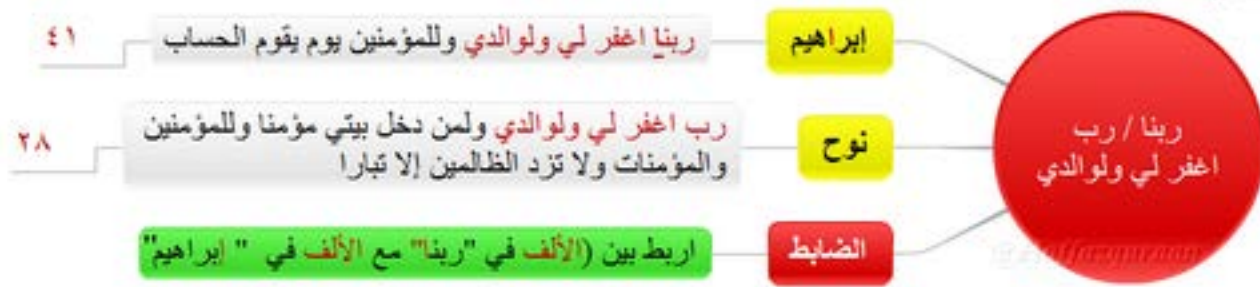 ربنا / رب
اغفر لي ولوالدي
إبراهيم
ربنا اغفر لي ولوالدي وللمؤمنين يوم يقوم الحساب
٤١
نوح
رب اغفر لي ولوالدي ولمن دخل بيتي مؤمنا وللمؤمنين
والمؤمنات ولا تزد الظالمين إلا تبارا
٢٨
الضابط
اربط بين (الألف في "ربنا" مع الألف في " إبراهيم"